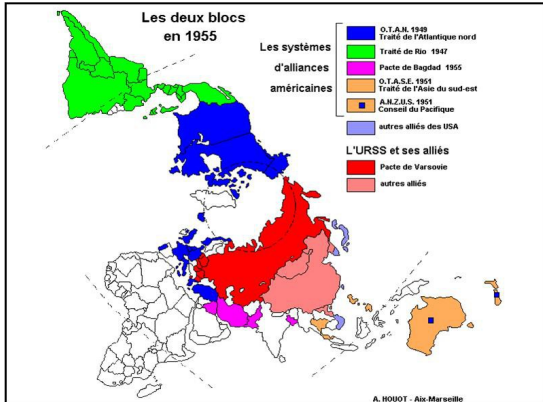 Les deux blocs
en 1955
Les systèmes
d'alliances
américaines
O.T.A.N. 1949
Traité de l'Atlantique nord
Traité de Rio 1947
Pacte de Bagdad 1955
O.T.A.S.E. 1951
Traité de l'Asie du sud-est
A.N.Z.U.S. 1951
Conseil du Pacifique
autres alliés des USA
L'URSS et ses alliés
Pacte de Varsovie
autres alliés
A. HOUOT - Aix-Marseille